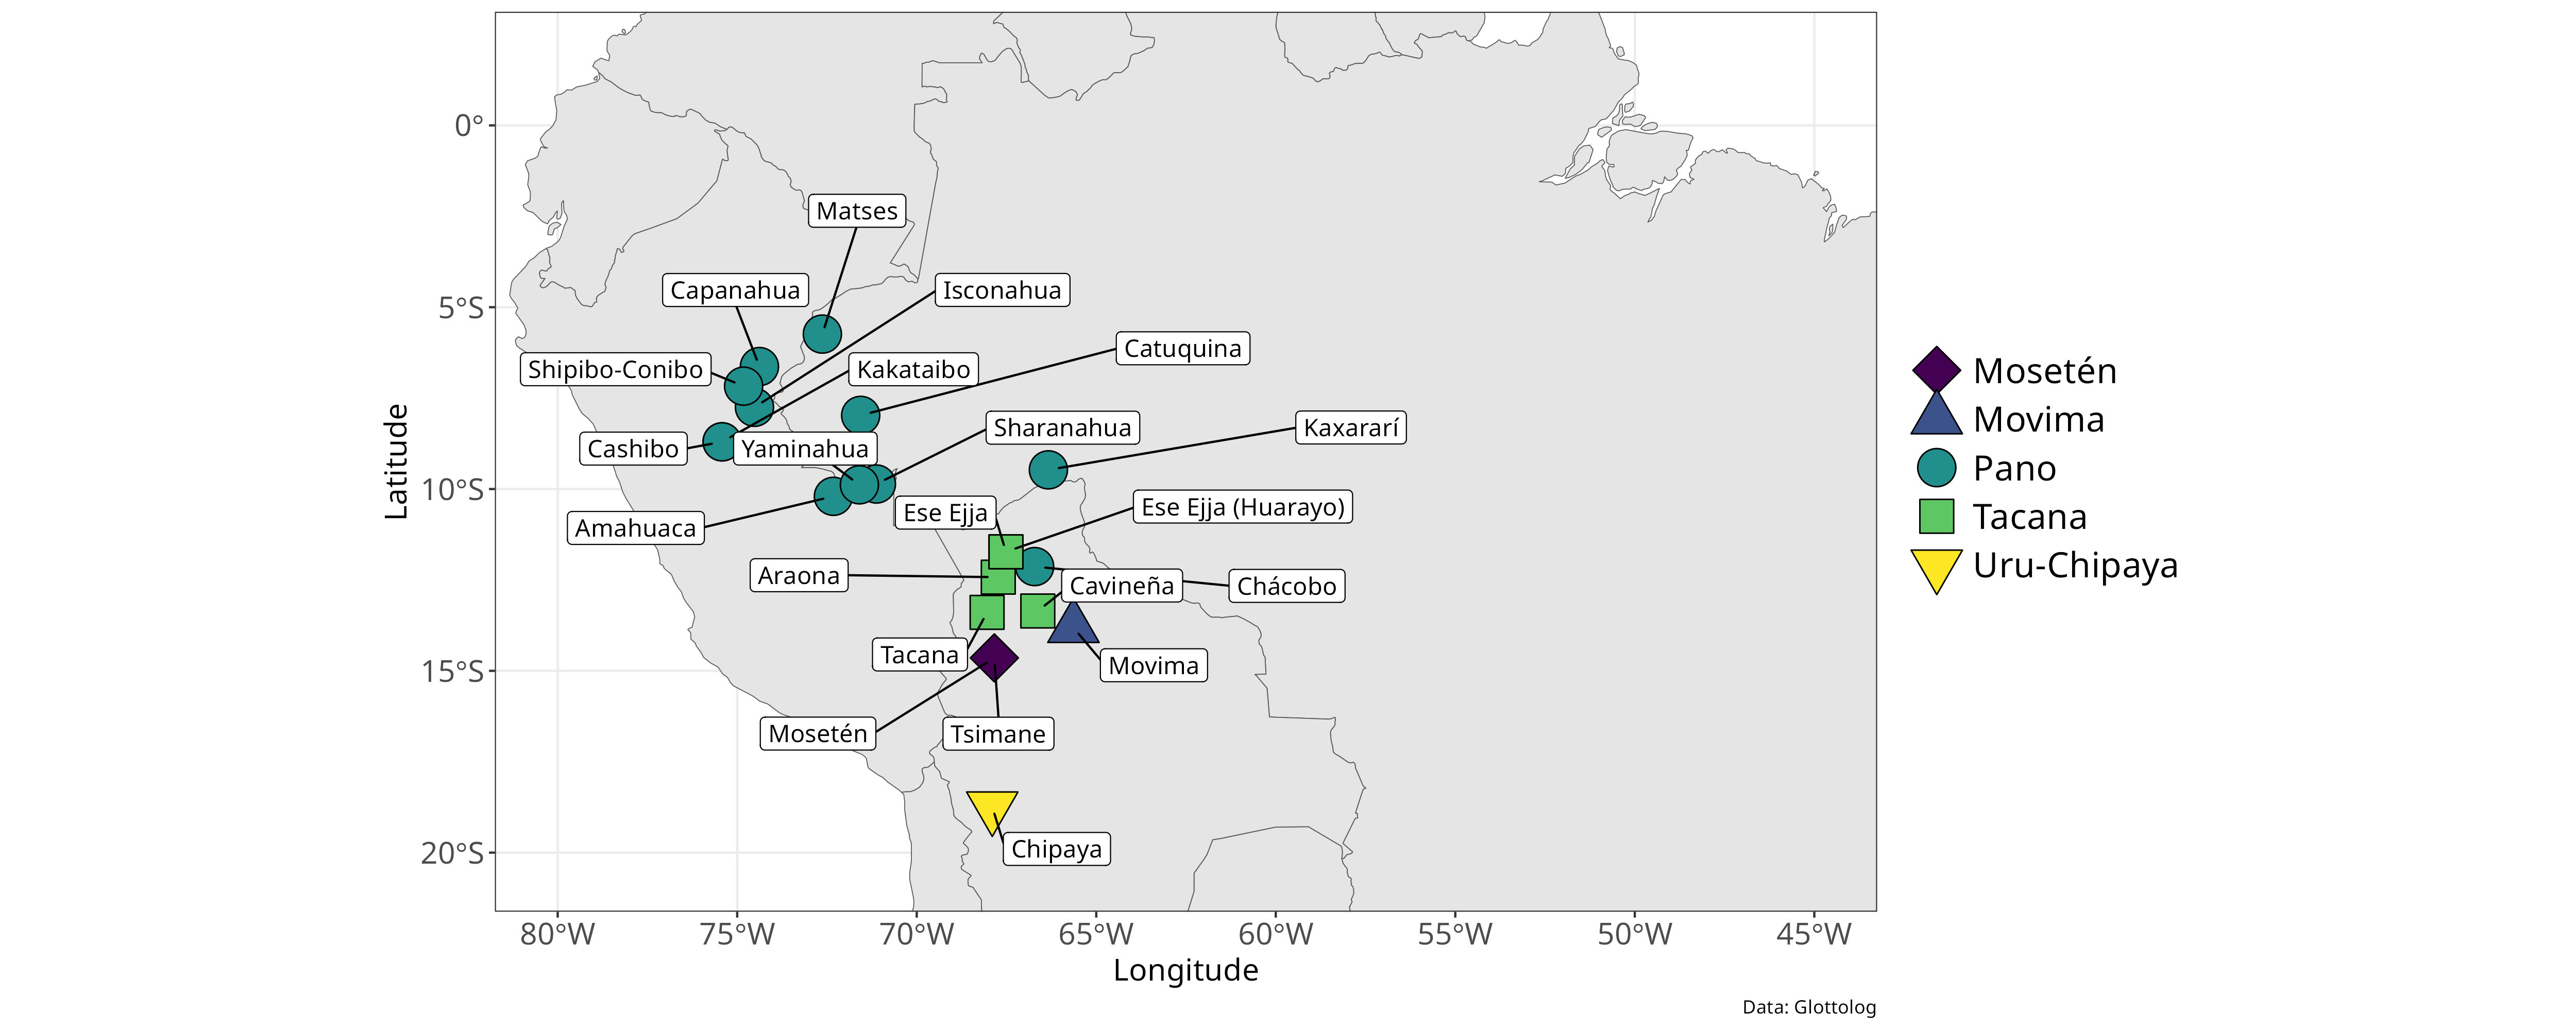 Matses
Capanahua
Isconahua
Catuquina
Shipibo-Conibo
Kakataibo
Sharanahua
Kaxararí
Cashibo
Yaminahua
Ese Ejja
Ese Ejja (Huarayo)
Amahuaca
Araona
Cavineña
Chácobo
Tacana
Movima
Mosetén
Tsimane
Chipaya
0°
5°S
10°S
15°S
20°S
Latitude
80°W
75°W
70°W
65°W
60°W
55°W
50°W
45°W
Longitude
Mosetén
Movima
Pano
Tacana
Uru-Chipaya
Data: Glottolog